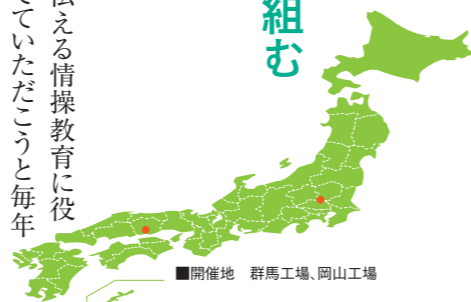 組む
伝える情操教育に役
ていただこうと毎年
■開催地　群馬工場、岡山工場